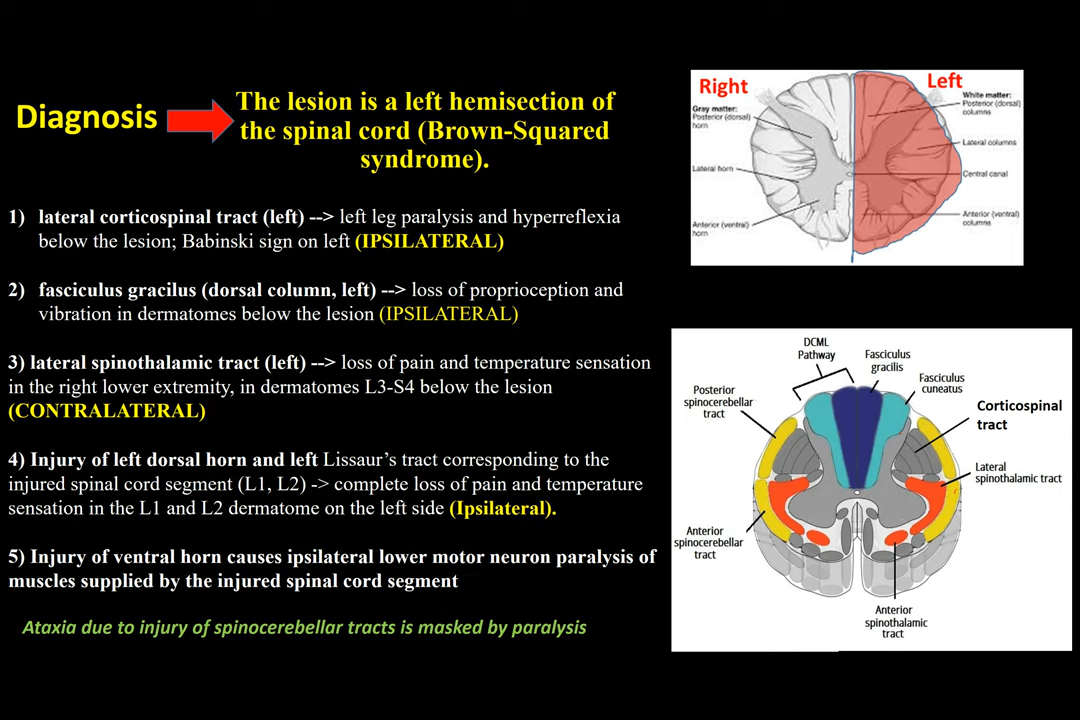 Diagnosis
The lesion is a left hemisection of
the spinal cord (Brown-Squared
syndrome).
1) lateral corticospinal tract (left) --> left leg paralysis and hyperreflexia
below the lesion; Babinski sign on left (IPSILATERAL)
2) fasciculus gracilus (dorsal column, left) --> loss of proprioception and
vibration in dermatomes below the lesion (IPSILATERAL)
3) lateral spinothalamic tract (left) --> loss of pain and temperature sensation
in the right lower extremity, in dermatomes L3-S4 below the lesion
(CONTRALATERAL)
4) Injury of left dorsal horn and left Lissaur's tract corresponding to the
injured spinal cord segment (L1, L2) -> complete loss of pain and temperature
sensation in the L1 and L2 dermatome on the left side (Ipsilateral).
5) Injury of ventral horn causes ipsilateral lower motor neuron paralysis of
muscles supplied by the injured spinal cord segment
Ataxia due to injury of spinocerebellar tracts is masked by paralysis
Right
Left
Gray matter:
Posterior (dorsal)
horn
Lateral horn
Anterior (ventral)
horn
White matter:
Posterior (dorsal)
columns
Lateral columns
Central canal
Anterior (ventral)
columns
DCML
Pathway
Fasciculus
gracilis
Fasciculus
cuneatus
Posterior
spinocerebellar
tract
Corticospinal
tract
Lateral
spinothalamic tract
Anterior
spinocerebellar
tract
Anterior
spinothalamic
tract